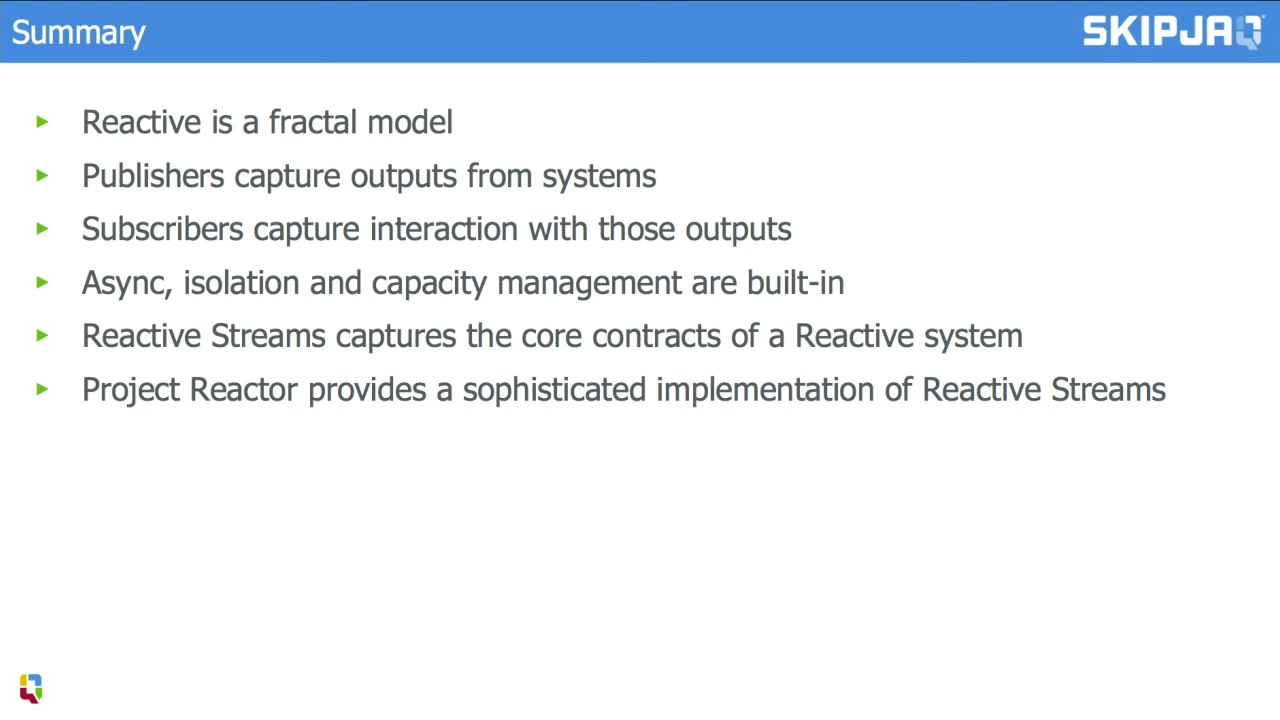 Summary
SKIPJAQ
Reactive is a fractal model
Publishers capture outputs from systems
Subscribers capture interaction with those outputs
Async, isolation and capacity management are built-in
Reactive Streams captures the core contracts of a Reactive system
Project Reactor provides a sophisticated implementation of Reactive Streams